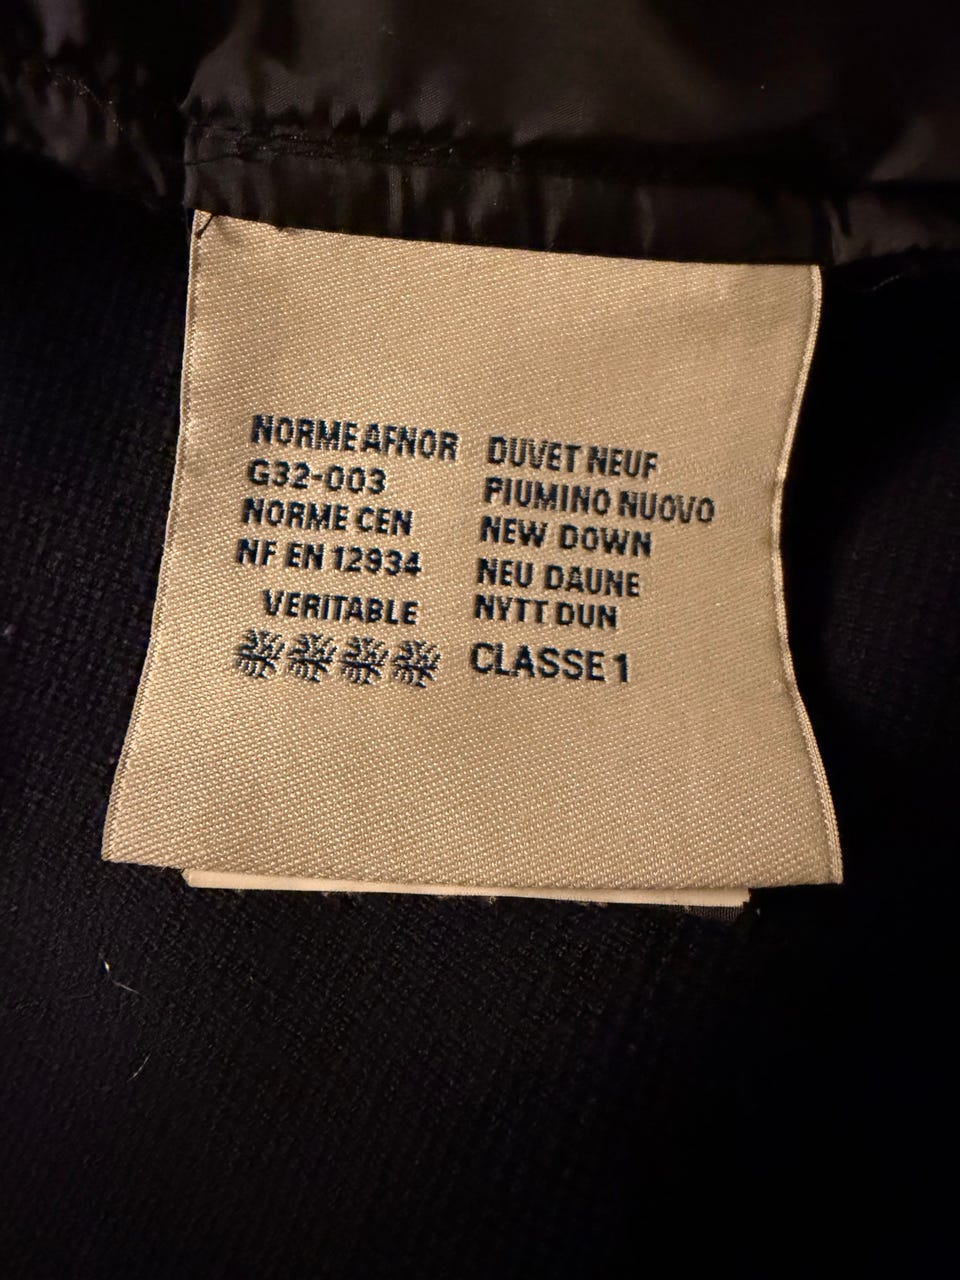 NORME AFNOR
G32-003
NORME CEN
NF EN 12934
VERITABLE
DUVET NEUF
PIUMINO NUOVO
NEW DOWN
NEU DAUNE
NYTT DUN
CLASSE 1